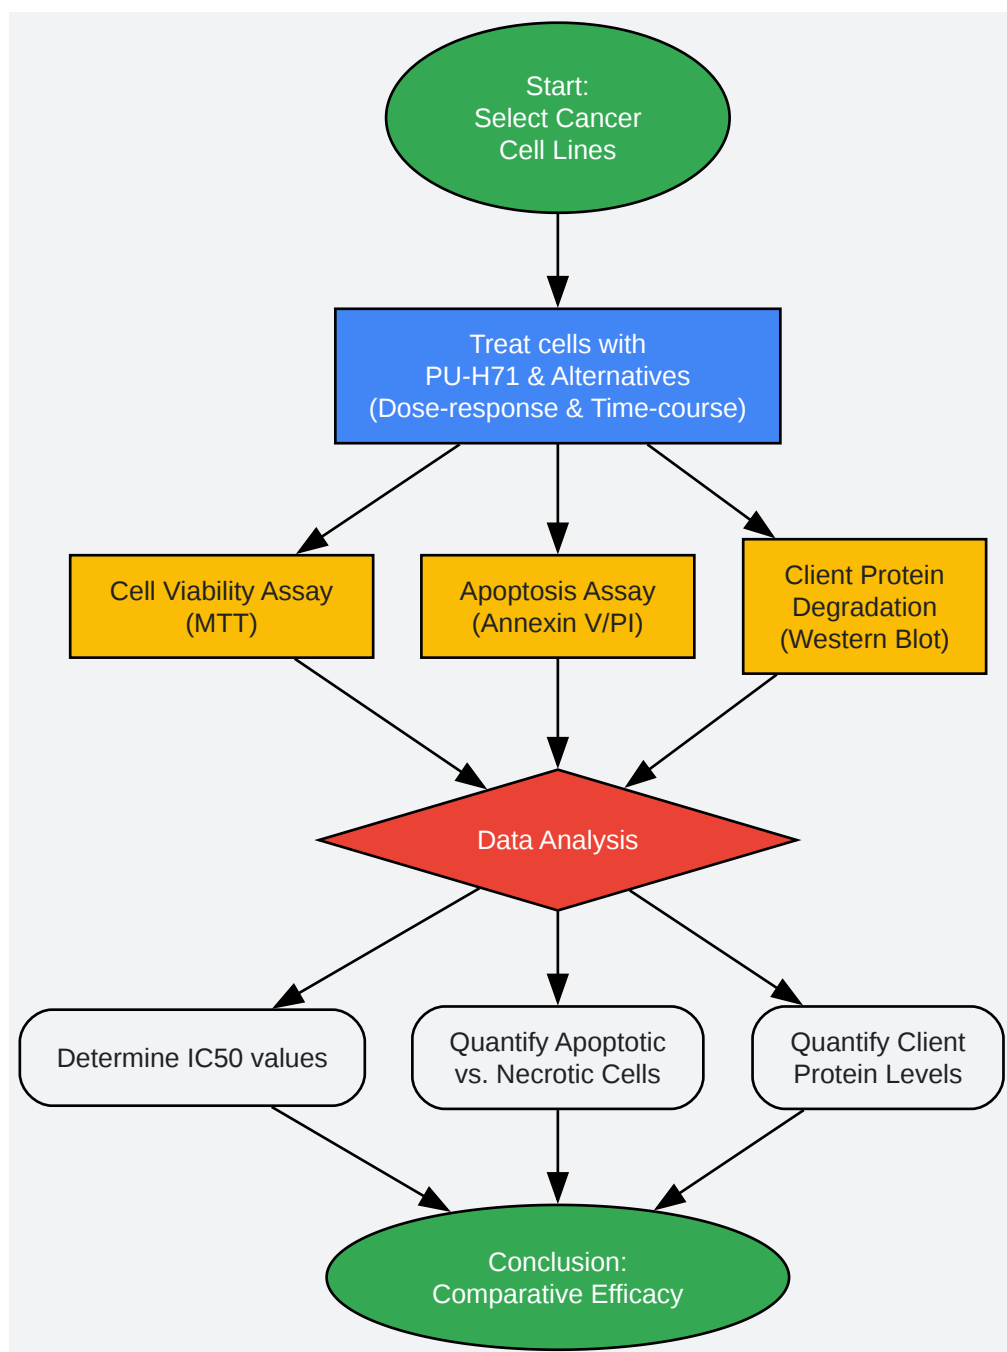 Start:
Select Cancer
Cell Lines
Treat cells with
PU-H71 & Alternatives
(Dose-response & Time-course)
Cell Viability Assay
(MTT)
Apoptosis Assay
(Annexin V/PI)
Client Protein
Degradation
(Western Blot)
Data Analysis
Determine IC50 values
Quantify Apoptotic
vs. Necrotic Cells
Quantify Client
Protein Levels
Conclusion:
Comparative Efficacy